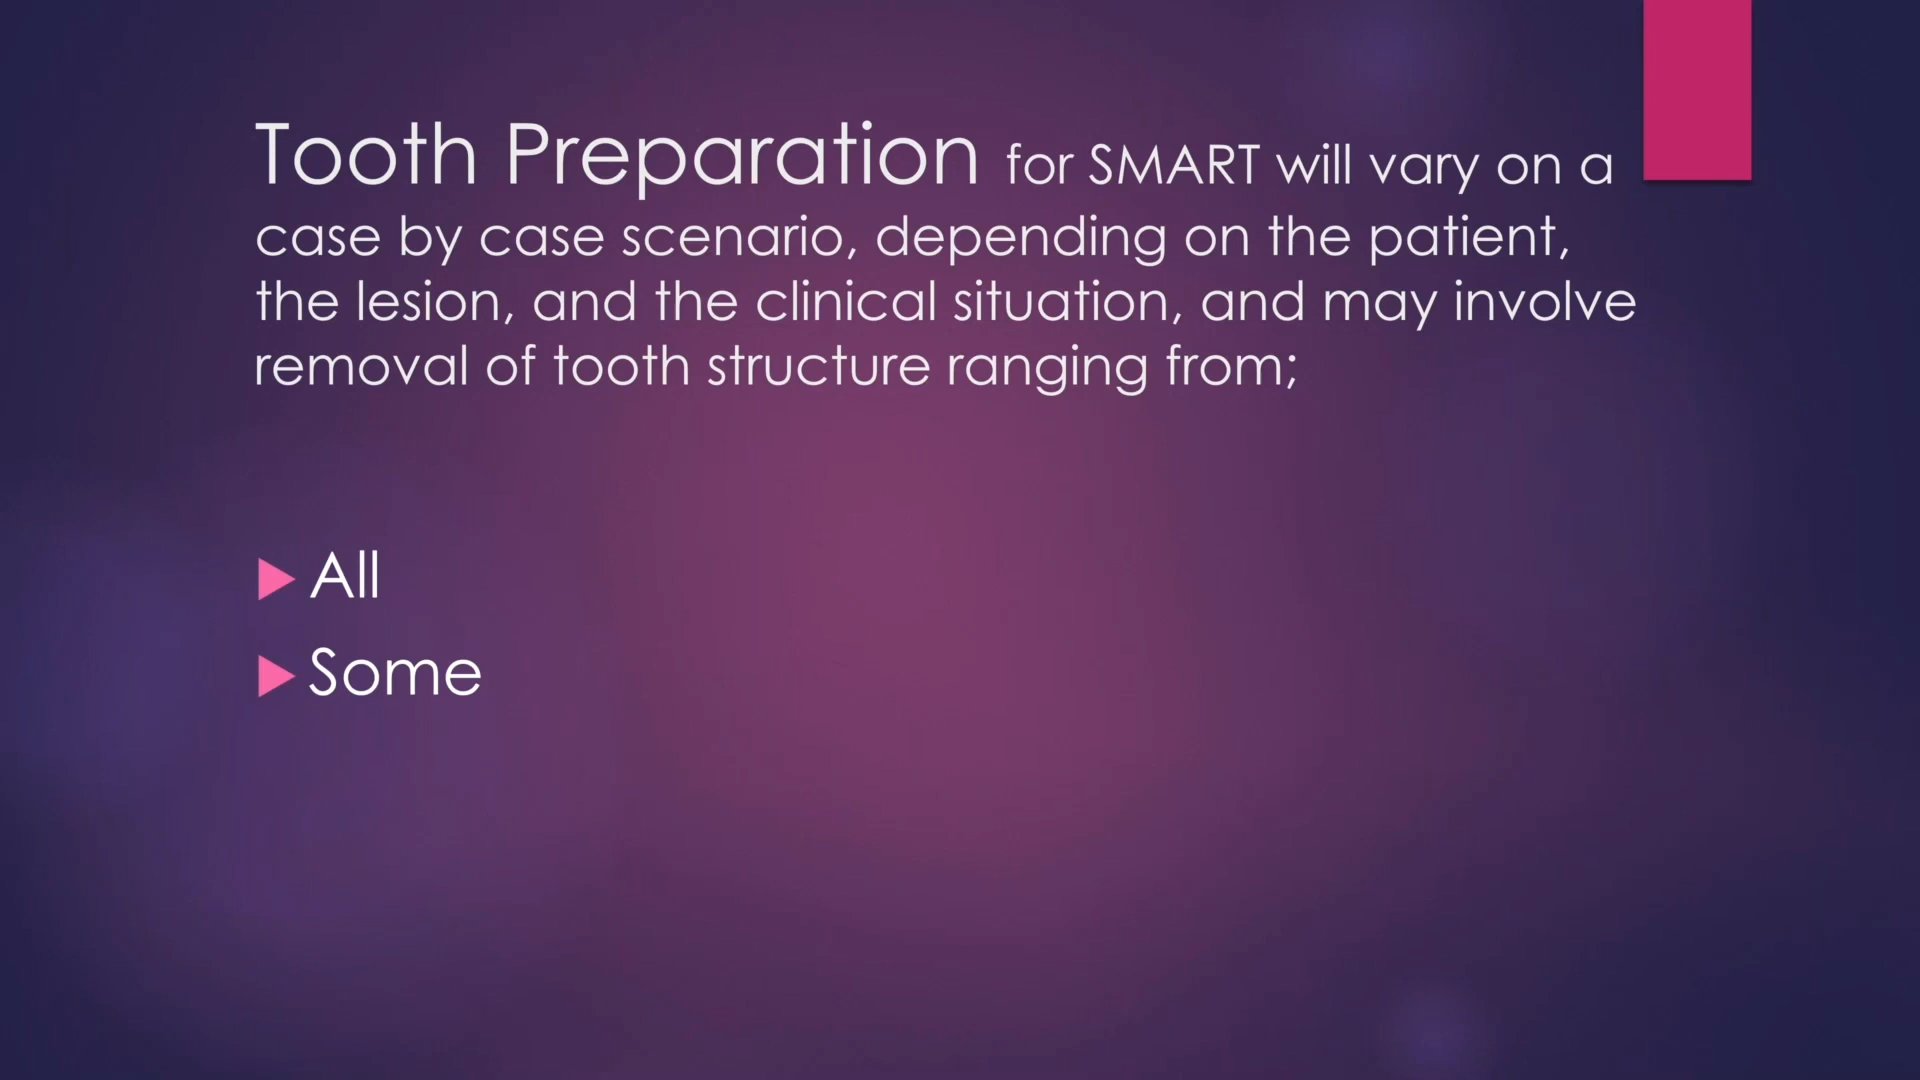 Tooth Preparation for SMART will vary on a
case by case scenario, depending on the patient,
the lesion, and the clinical situation, and may involve
removal of tooth structure ranging from;
All
Some